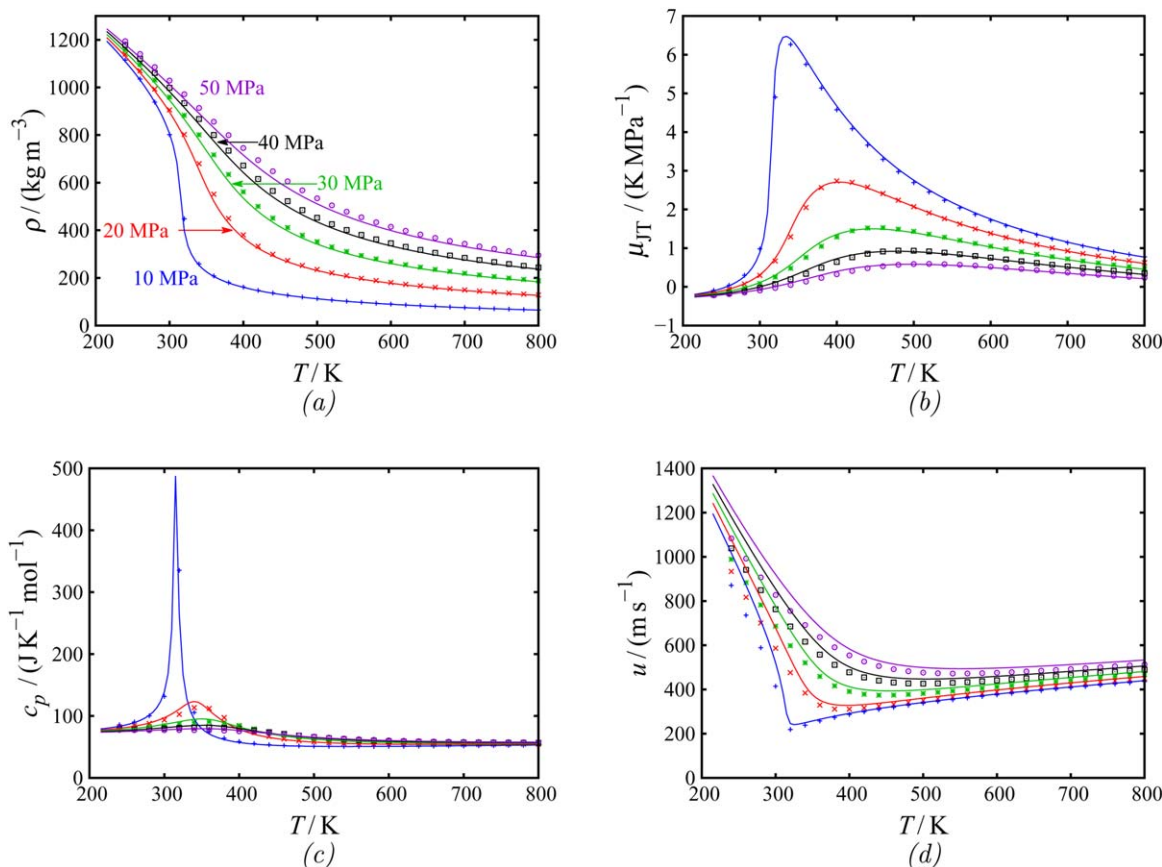 1200
1000
800
600
400
200
0
ρ / (kg m⁻³)
50 MPa
40 MPa
30 MPa
20 MPa
10 MPa
200 300 400 500 600 700 800
T / K
(a)
7
6
5
4
3
2
1
0
−1
μJT / (K MPa⁻¹)
200 300 400 500 600 700 800
T / K
(b)
500
400
300
200
100
0
cp / (J K⁻¹ mol⁻¹)
200 300 400 500 600 700 800
T / K
(c)
1400
1200
1000
800
600
400
200
0
u / (m s⁻¹)
200 300 400 500 600 700 800
T / K
(d)